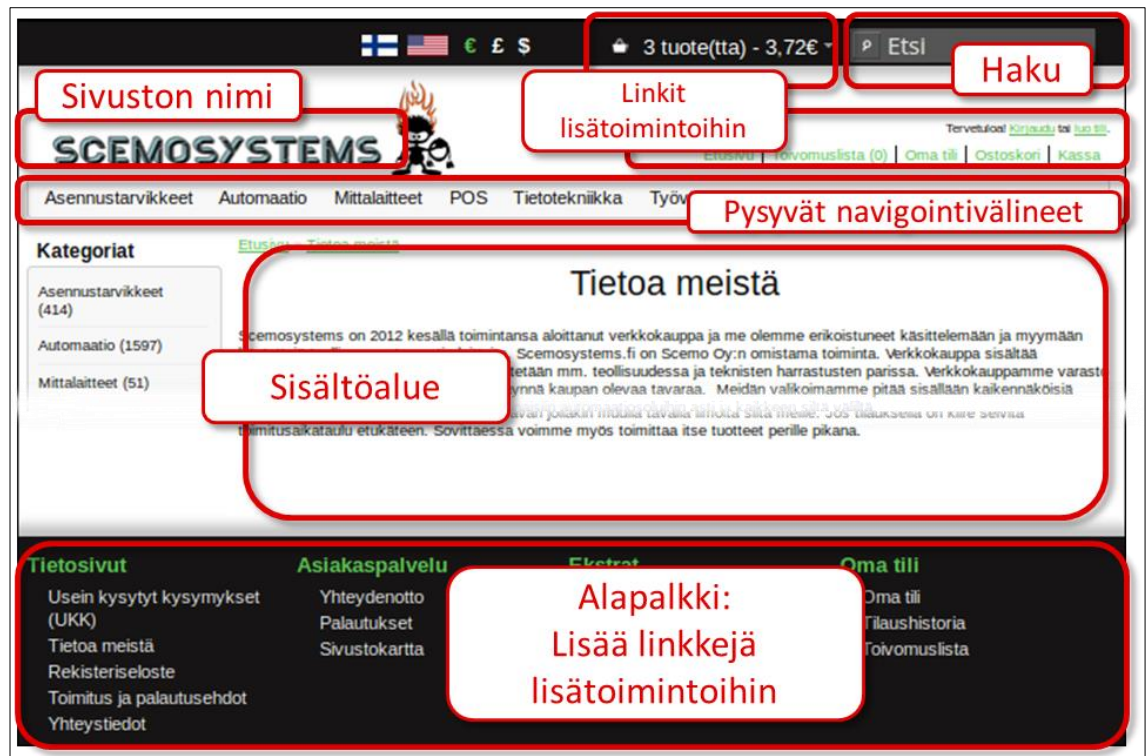 € £ $
3 tuote(tta) - 3,72€
Etsi
Haku
Sivuston nimi
Linkit
lisätoimintoihin
SCEMOSYSTEMS
Tervetuloa! Kirjaudu tai luo tili.
Etusivu | Toivomuslista (0) | Oma tili | Ostoskori | Kassa
Asennustarvikkeet Automaatio Mittalaitteet POS Tietotekniikka
Pysyvät navigointivälineet
Kategoriat
Asennustarvikkeet
(414)
Automaatio (1597)
Mittalaitteet (51)
Etusivu » Tietoa meistä
Tietoa meistä
Scemosystems on 2012 kesällä toimintansa aloittanut verkkokauppa ja me olemme erikoistuneet käsittelemään ja myymään
Scemosystems.fi on Scemo Oy:n omistama toiminta. Verkkokauppa sisältää
mm. teollisuudessa ja teknisten harrastusten parissa. Verkkokauppamme
kaupan olevaa tavaraa. Meidän valikoimamme pitää sisällään kaikennäköisiä
toimitusaikataulu etukäteen. Sovittaessa voimme myös toimittaa itse tuotteet perille pikana.
Sisältöalue
Tietosivut
Usein kysytyt kysymykset
(UKK)
Tietoa meistä
Rekisteriseloste
Toimitus ja palautusehdot
Yhteystiedot
Asiakaspalvelu
Yhteydenotto
Palautukset
Sivustokartta
Ekstrat
Alapalkki:
Lisää linkkejä
lisätoimintoihin
Oma tili
Oma tili
Tilaushistoria
Toivomuslista